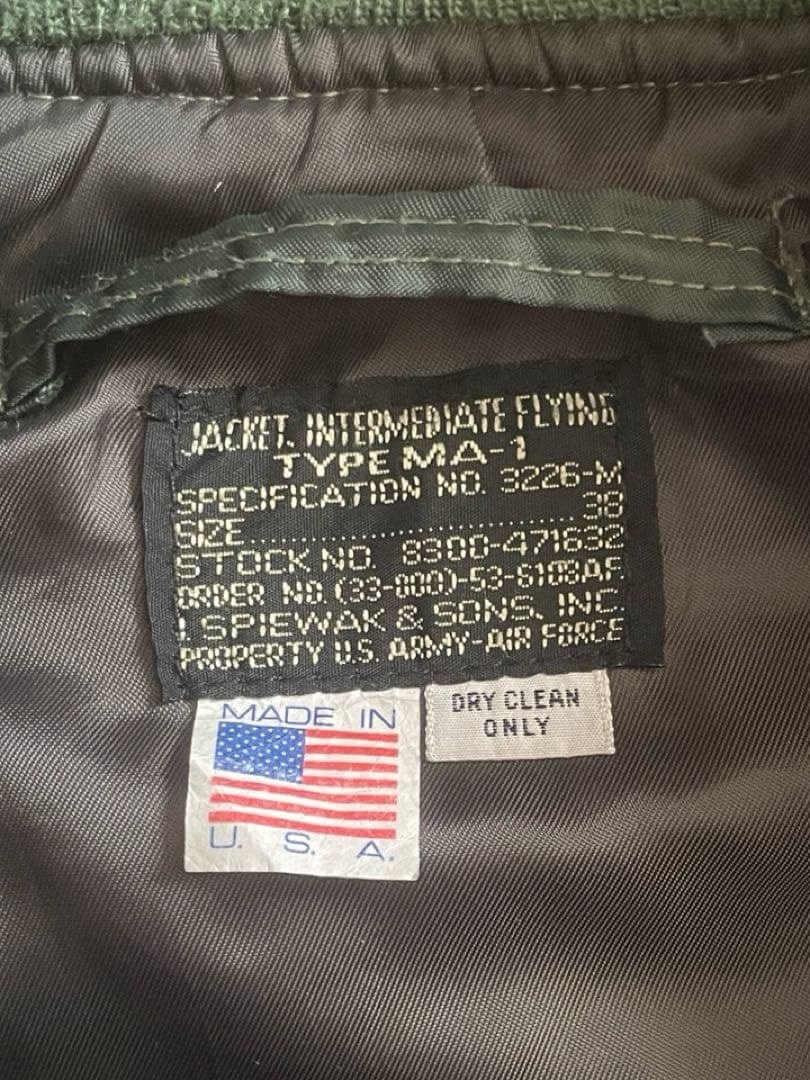 JACKET, INTERMEDIATE FLYING
TYPE MA-1
SPECIFICATION NO. 3226-M
SIZE .............................. 38
STOCK NO. 8300-471632
ORDER NO. (33-800)-53-6108AF.
I SPIEWAK & SONS, INC.
PROPERTY U.S. ARMY-AIR FORCE
MADE IN
U. S. A.
DRY CLEAN
ONLY